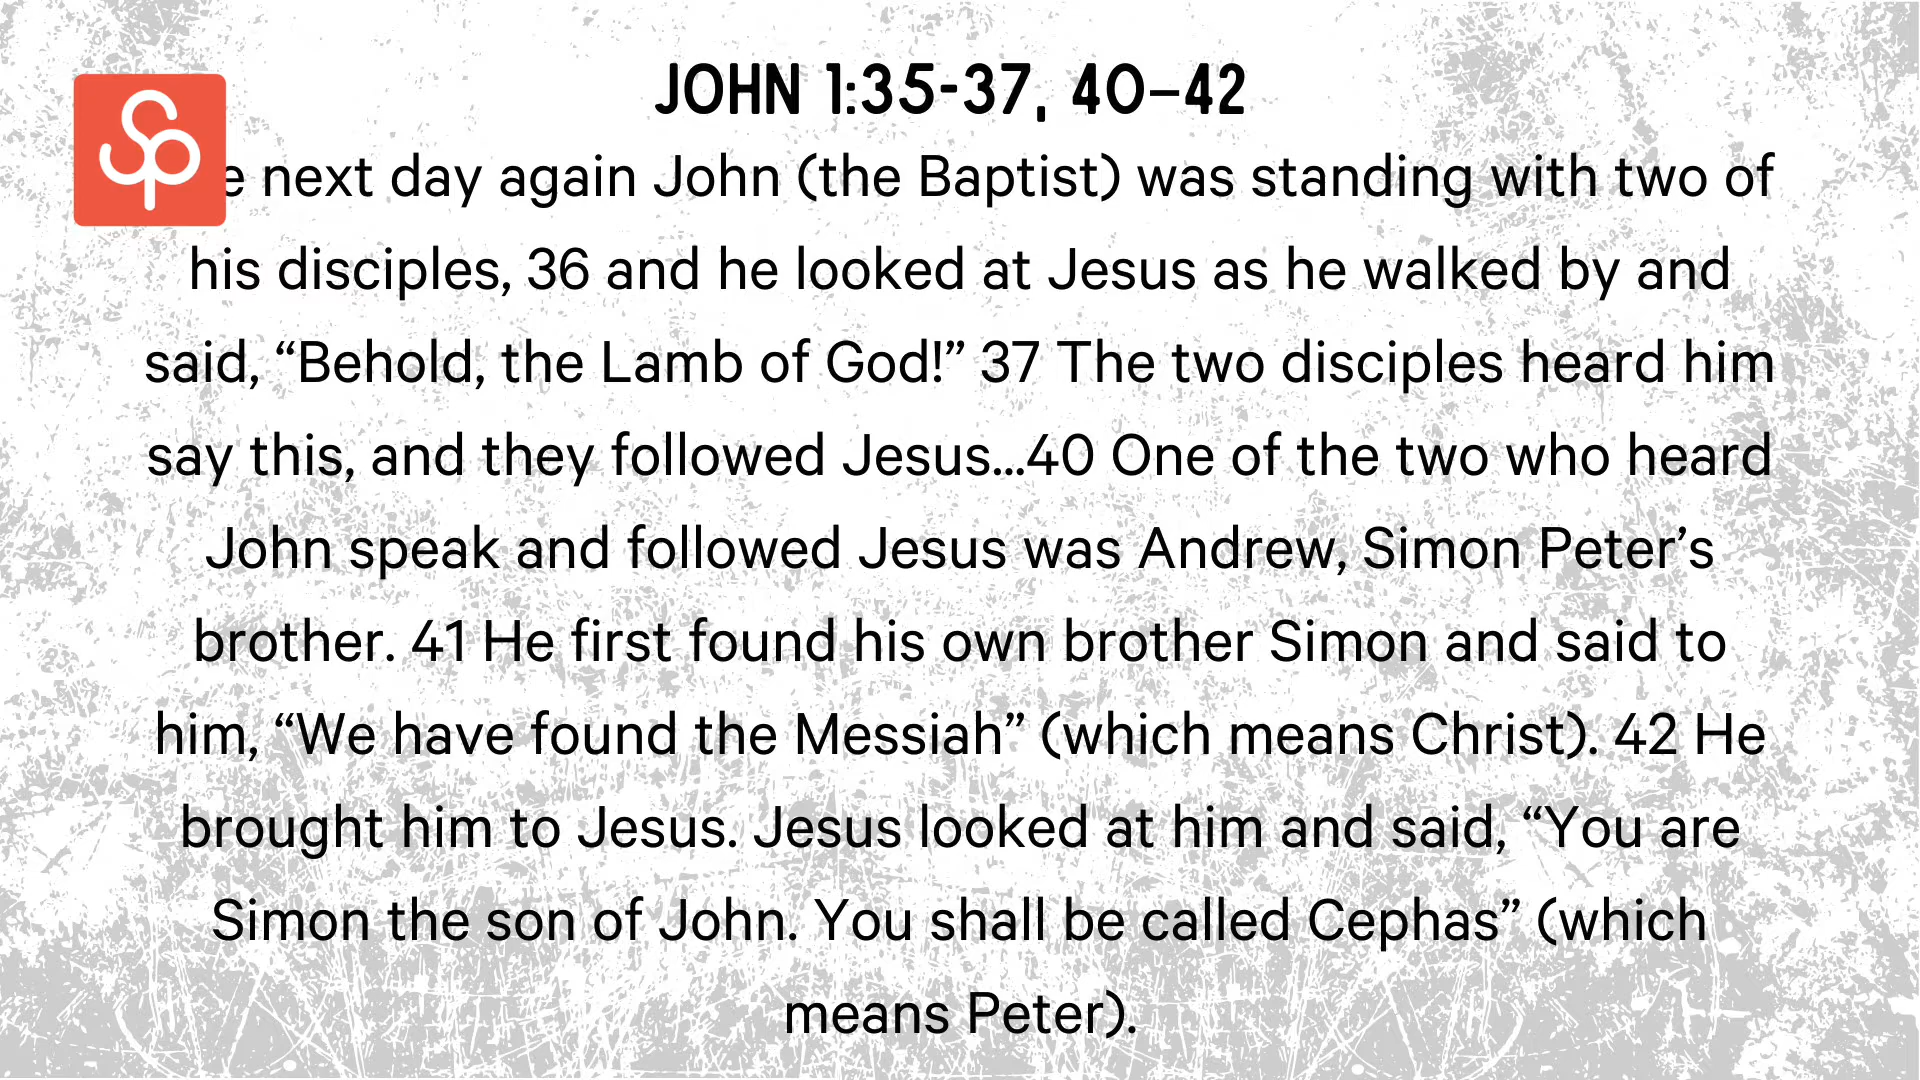 JOHN 1:35-37, 40–42
next day again John (the Baptist) was standing with two of
his disciples, 36 and he looked at Jesus as he walked by and
said, “Behold, the Lamb of God!” 37 The two disciples heard him
say this, and they followed Jesus...40 One of the two who heard
John speak and followed Jesus was Andrew, Simon Peter’s
brother. 41 He first found his own brother Simon and said to
him, “We have found the Messiah” (which means Christ). 42 He
brought him to Jesus. Jesus looked at him and said, “You are
Simon the son of John. You shall be called Cephas” (which
means Peter).